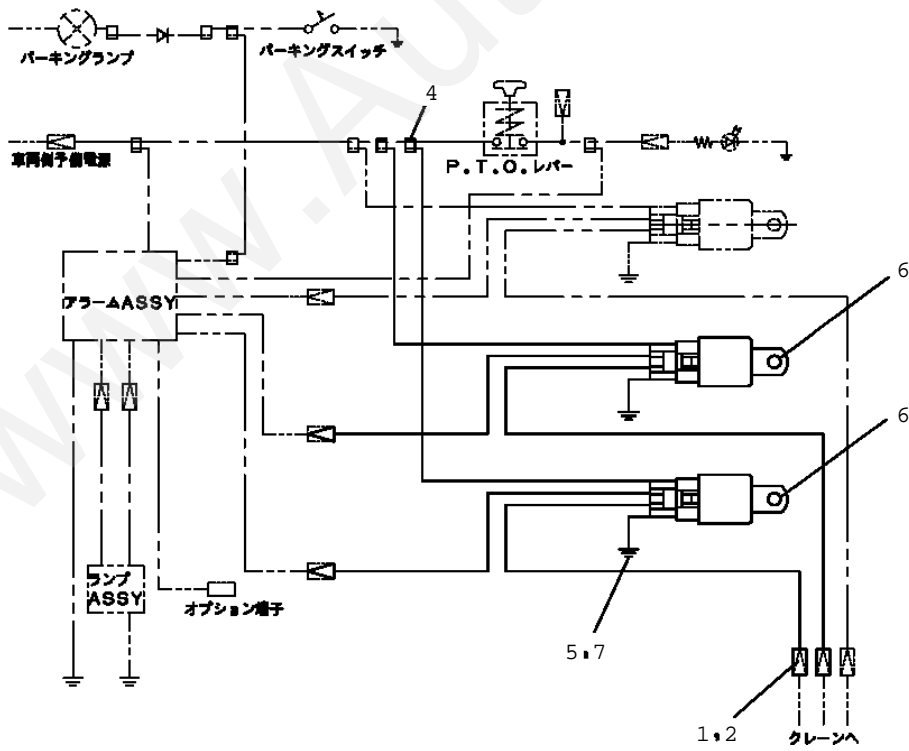 パーキングランプ
パーキングスイッチ
4
車両側予備電源
P.T.O.レバー
アラームASSY
6
6
ランプ
ASSY
オプション端子
5,7
1,2
クレーンへ
www.Aut